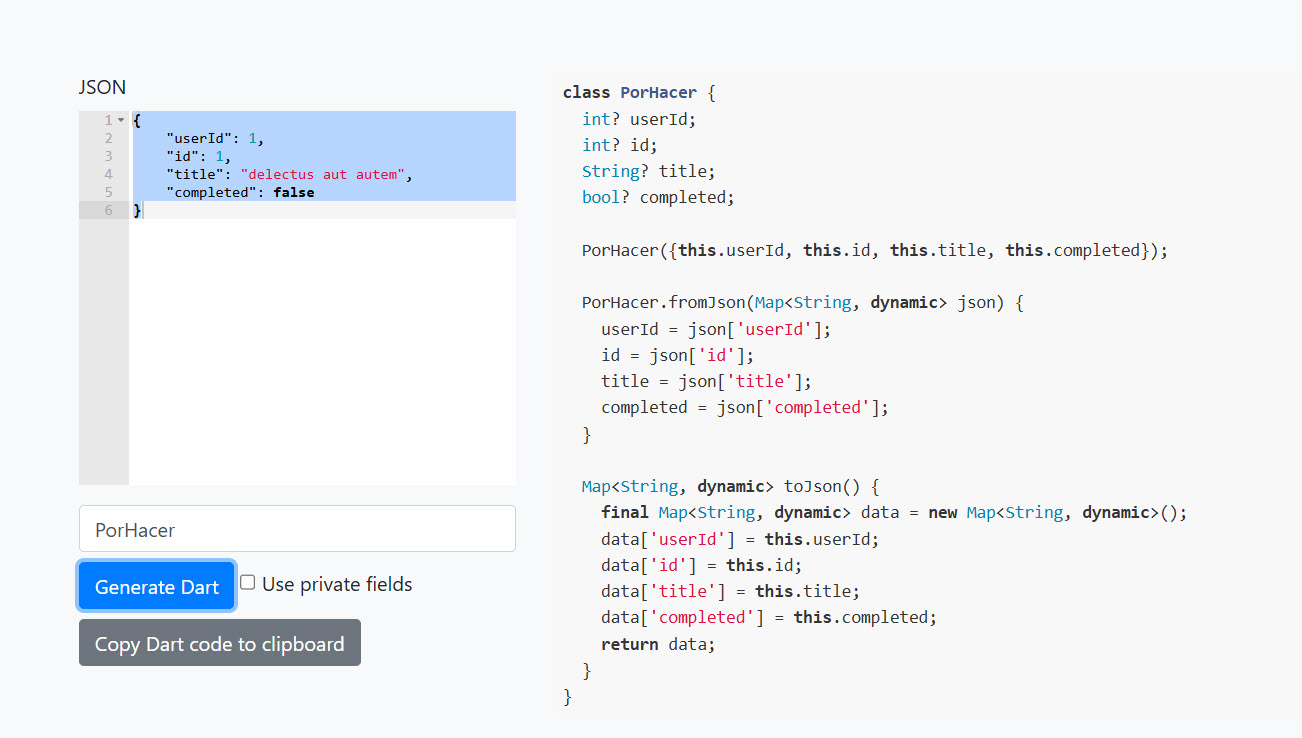 JSON
1 {
2     "userId": 1,
3     "id": 1,
4     "title": "delectus aut autem",
5     "completed": false
6 }
PorHacer
Generate Dart Use private fields
Copy Dart code to clipboard
class PorHacer {
  int? userId;
  int? id;
  String? title;
  bool? completed;
  PorHacer({this.userId, this.id, this.title, this.completed});
  PorHacer.fromJson(Map<String, dynamic> json) {
    userId = json['userId'];
    id = json['id'];
    title = json['title'];
    completed = json['completed'];
  }
  Map<String, dynamic> toJson() {
    final Map<String, dynamic> data = new Map<String, dynamic>();
    data['userId'] = this.userId;
    data['id'] = this.id;
    data['title'] = this.title;
    data['completed'] = this.completed;
    return data;
  }
}